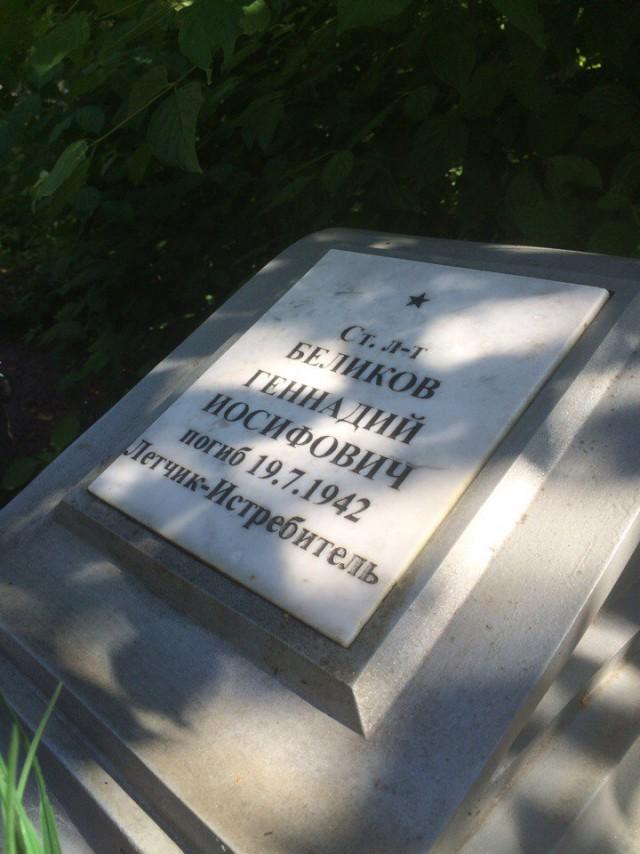 Ст. л-т
БЕЛИКОВ
ГЕННАДИЙ
ИОСИФОВИЧ
погиб 19.7.1942
Летчик-Истребитель